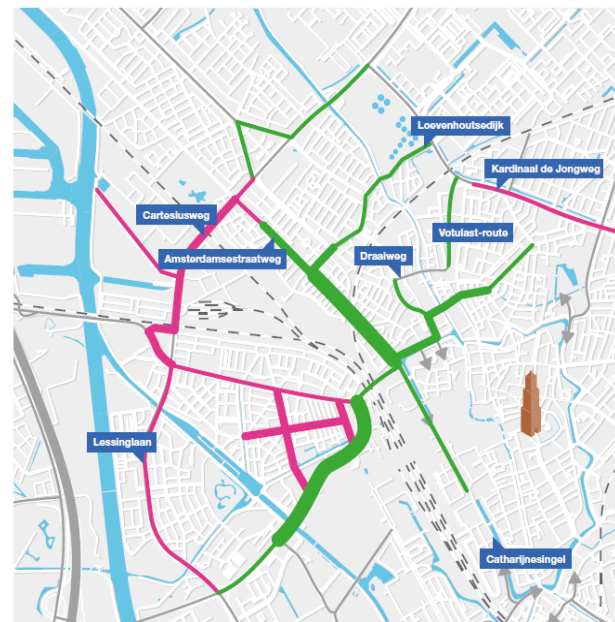 Loevenhoutsedijk
Kardinaal de Jongweg
Cartesiusweg
Votulast-route
Amsterdamsestraatweg
Draaiweg
Lessinglaan
Catharijnesingel